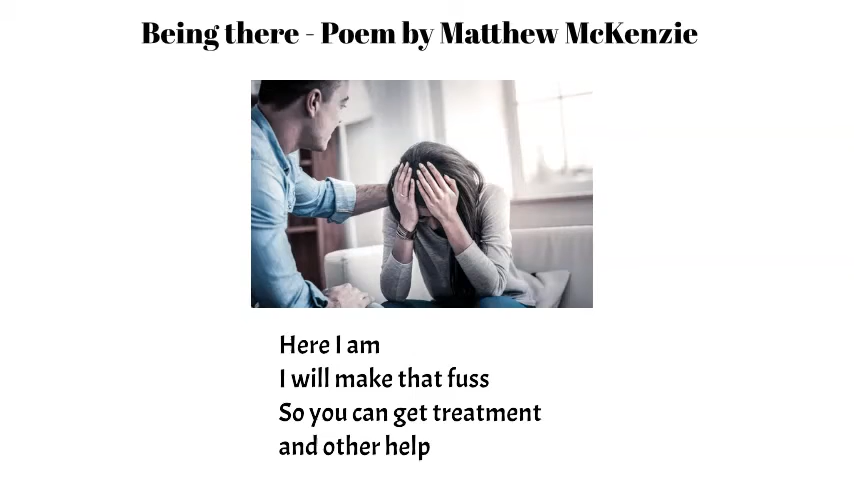 Being there - Poem by Matthew McKenzie
Here I am
I will make that fuss
So you can get treatment
and other help